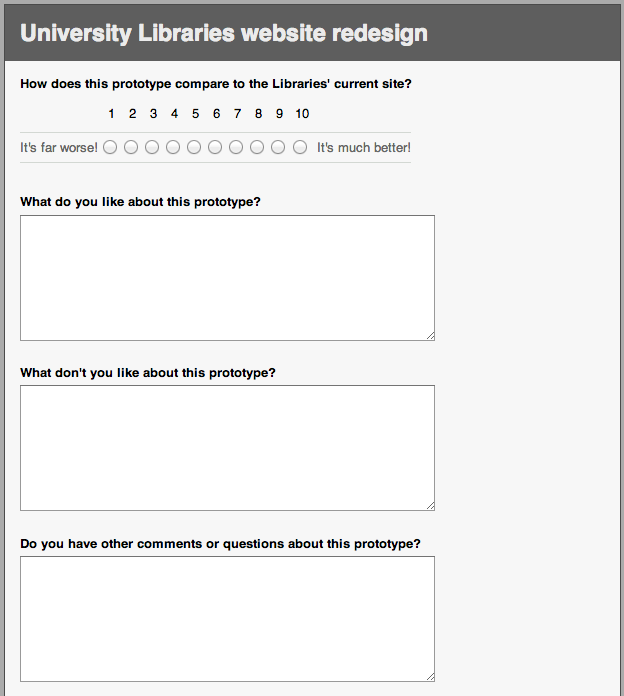 University Libraries website redesign
How does this prototype compare to the Libraries' current site?
1 2 3 4 5 6 7 8 9 10
It's far worse! It's much better!
What do you like about this prototype?
What don't you like about this prototype?
Do you have other comments or questions about this prototype?